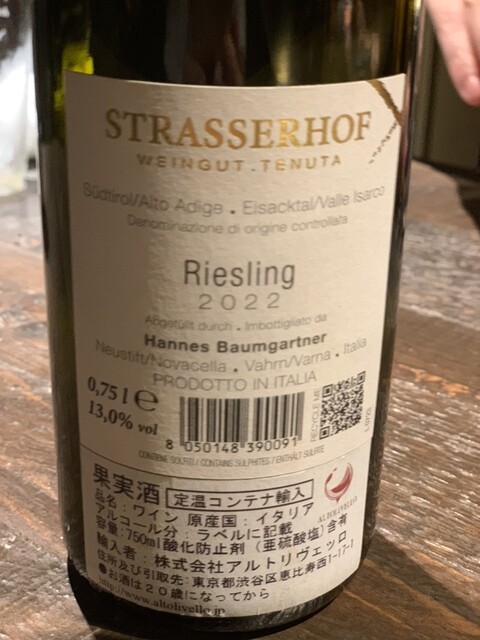 STRASSERHOF
WEINGUT . TENUTA
Südtirol/Alto Adige . Eisacktal/Valle Isarco
Denominazione di origine controllata
Riesling
2022
Abgefüllt durch . Imbottigliato da
Hannes Baumgartner
Neustift/Novacella . Vahrn/Varna . Italia
PRODOTTO IN ITALIA
0,75 l e
13,0% vol
8 050148 390091
RECYCLE ME
CONTIENE SOLFITI / CONTAINS SULPHITES / ENTHÄLT SULFITE
果実酒 定温コンテナ輸入
品名：ワイン 原産国：イタリア
アルコール分：ラベルに記載
容量：750ml 酸化防止剤（亜硫酸塩）含有
輸入者：株式会社アルトリヴェッロ
住所及び引取先：東京都渋谷区恵比寿西1-17-1
●お酒は20歳になってから
http://www.altolivello.jp
ALTOLIVELLO